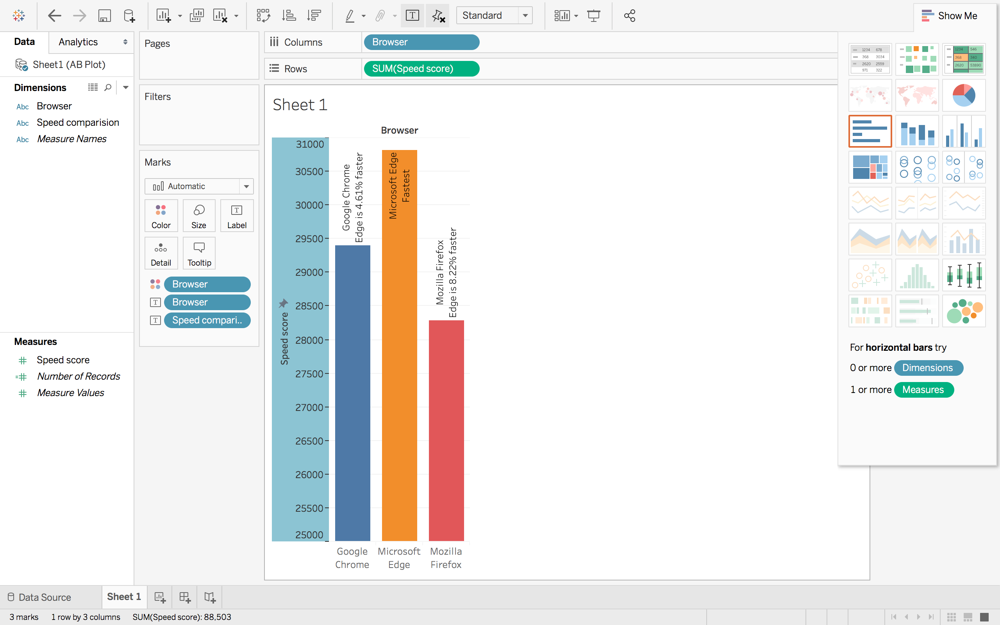 Standard
Show Me
Data
Analytics
Sheet1 (AB Plot)
Dimensions
Abc Browser
Abc Speed comparision
Abc Measure Names
Measures
Speed score
Number of Records
Measure Values
Pages
Filters
Marks
Automatic
Color
Size
T
Label
Detail
Tooltip
Browser
T Browser
T Speed compari..
Columns
Browser
Rows
SUM(Speed score)
Sheet 1
Browser
Speed score
31000
30500
30000
29500
29000
28500
28000
27500
27000
26500
26000
25500
25000
Google Chrome
Edge is 4.61% faster
Microsoft Edge
Fastest
Mozilla Firefox
Edge is 8.22% faster
Google
Chrome
Microsoft
Edge
Mozilla
Firefox
1234 678
368 3034
2620 2559
971 322
1234 546
368 340
2620 53890
For horizontal bars try
0 or more Dimensions
1 or more Measures
Data Source
Sheet 1
3 marks 1 row by 3 columns SUM(Speed score): 88,503